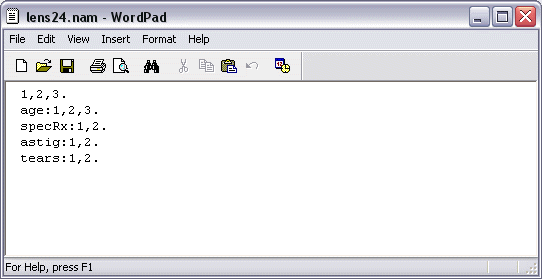 lens24.nam - WordPad
File Edit View Insert Format Help
1,2,3.
age:1,2,3.
specRx:1,2.
astig:1,2.
tears:1,2.
For Help, press F1